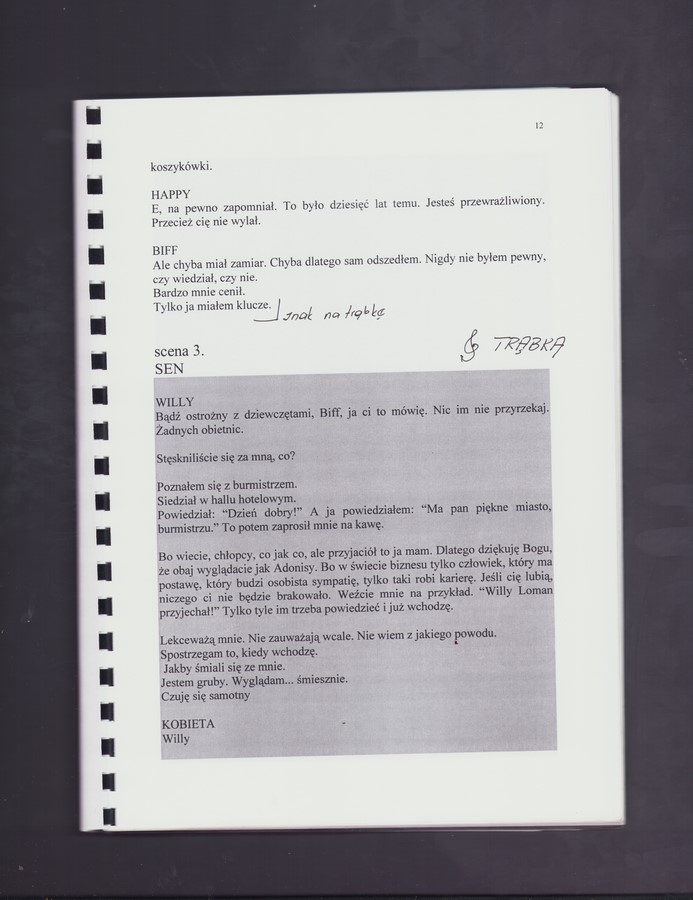 12
koszykówki.
HAPPY
E, na pewno zapomniał. To było dziesięć lat temu. Jesteś przewrażliwiony.
Przecież cię nie wylał.
BIFF
Ale chyba miał zamiar. Chyba dlatego sam odszedłem. Nigdy nie byłem pewny,
czy wiedział, czy nie.
Bardzo mnie cenił.
Tylko ja miałem klucze.
znak na trąbkę
TRĄBKA
scena 3.
SEN
WILLY
Bądź ostrożny z dziewczętami, Biff, ja ci to mówię. Nic im nie przyrzekaj.
Żadnych obietnic.
Stęskniliście się za mną, co?
Poznałem się z burmistrzem.
Siedział w hallu hotelowym.
Powiedział: “Dzień dobry!” A ja powiedziałem: “Ma pan piękne miasto,
burmistrzu.” To potem zaprosił mnie na kawę.
Bo wiecie, chłopcy, co jak co, ale przyjaciół to ja mam. Dlatego dziękuję Bogu,
że obaj wyglądacie jak Adonisy. Bo w świecie biznesu tylko człowiek, który ma
postawę, który budzi osobista sympatię, tylko taki robi karierę. Jeśli cię lubią,
niczego ci nie będzie brakowało. Weźcie mnie na przykład. “Willy Loman
przyjechał!” Tylko tyle im trzeba powiedzieć i już wchodzę.
Lekceważą mnie. Nie zauważają wcale. Nie wiem z jakiego powodu.
Spostrzegam to, kiedy wchodzę.
Jakby śmiali się ze mnie.
Jestem gruby. Wyglądam... śmiesznie.
Czuję się samotny
KOBIETA
Willy